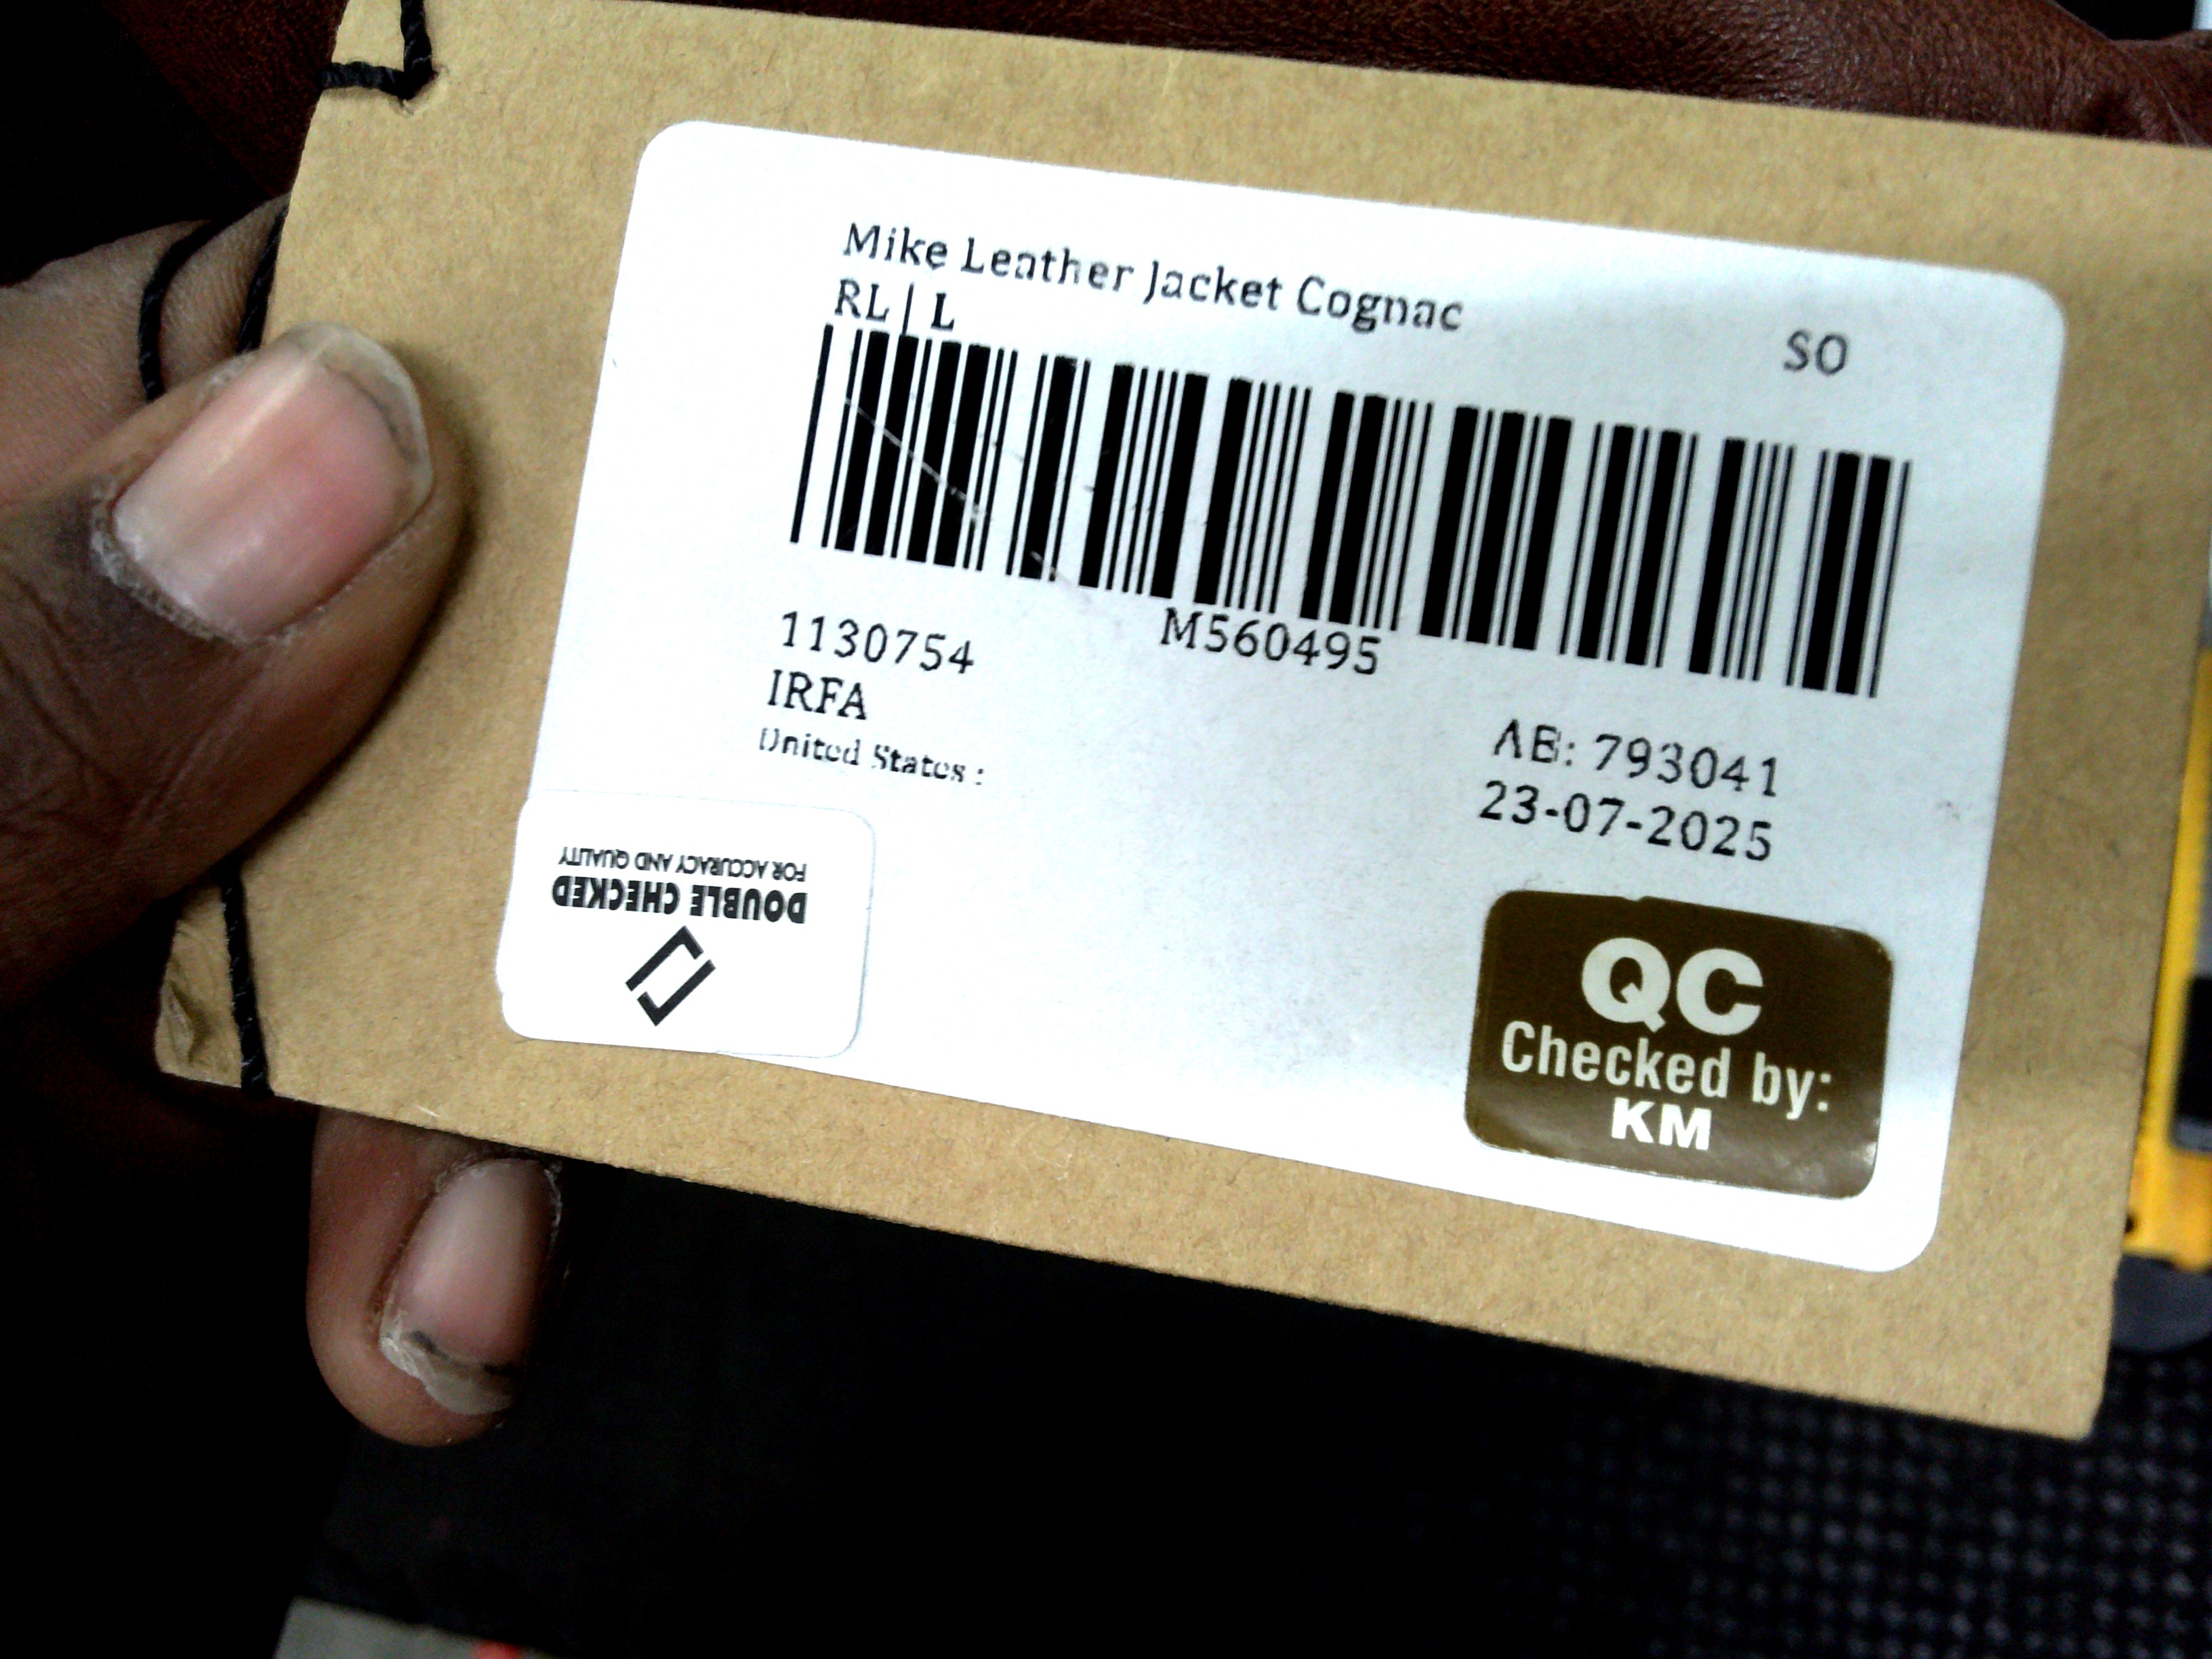 Mike Leather Jacket Cognac
RL | L
SO
1130754
M560495
IRFA
United States :
AE: 793041
23-07-2025
DOUBLE CHECKED
FOR ACCURACY AND QUALITY
QC
Checked by:
KM